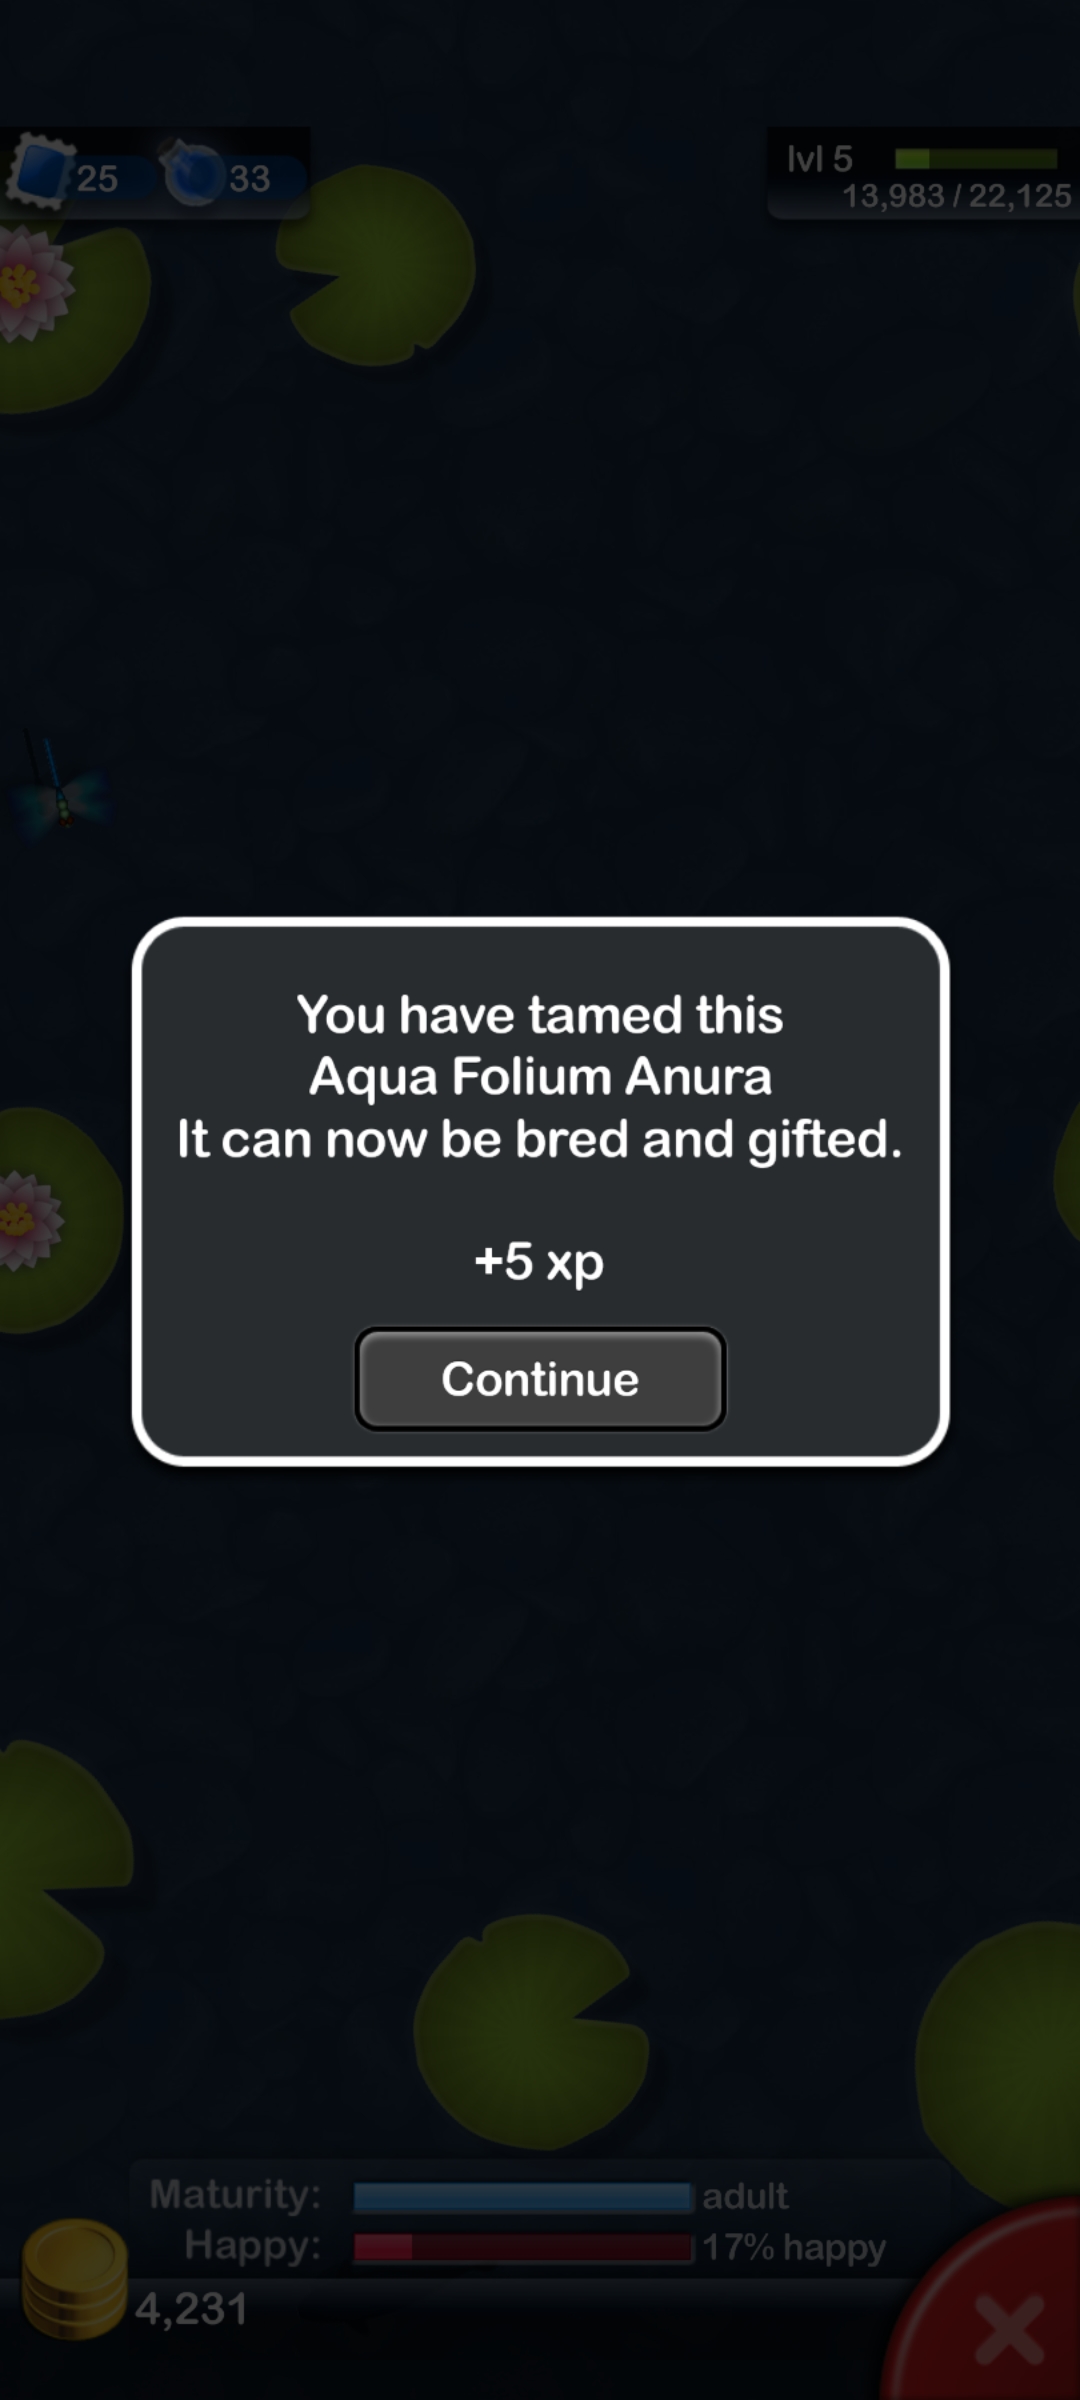 25 33
lvl 5
13,983 / 22,125
You have tamed this
Aqua Folium Anura
It can now be bred and gifted.
+5 xp
Continue
Maturity: adult
Happy: 17% happy
4,231